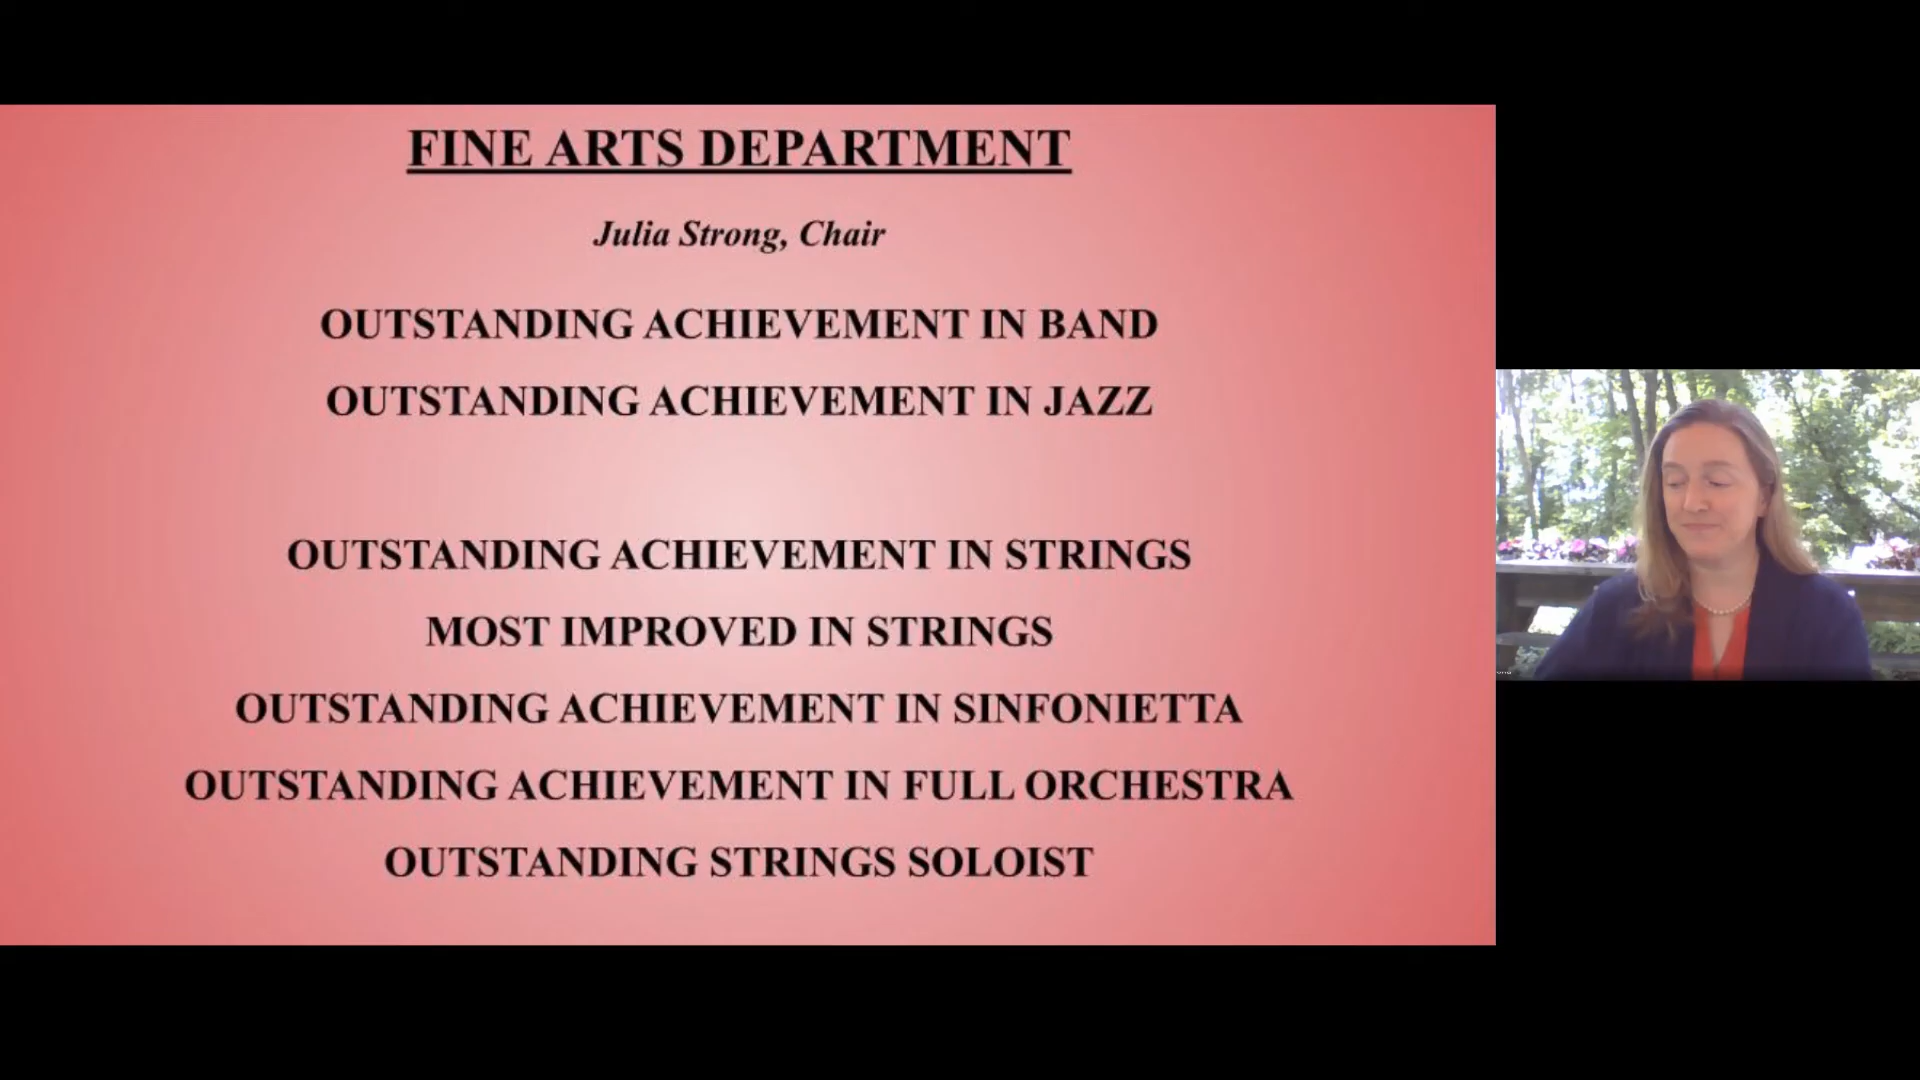 FINE ARTS DEPARTMENT
Julia Strong, Chair
OUTSTANDING ACHIEVEMENT IN BAND
OUTSTANDING ACHIEVEMENT IN JAZZ
OUTSTANDING ACHIEVEMENT IN STRINGS
MOST IMPROVED IN STRINGS
OUTSTANDING ACHIEVEMENT IN SINFONIETTA
OUTSTANDING ACHIEVEMENT IN FULL ORCHESTRA
OUTSTANDING STRINGS SOLOIST